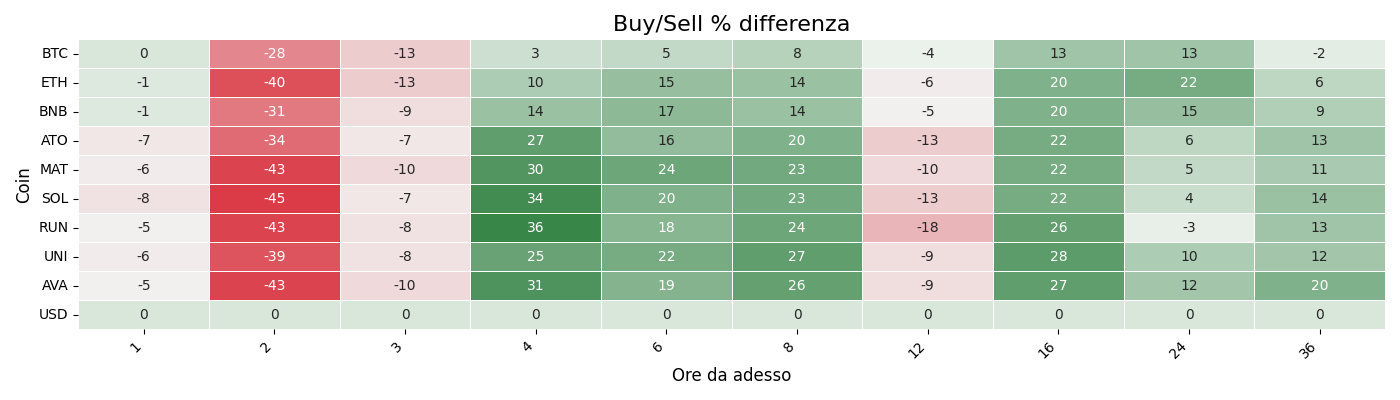 Buy/Sell % differenza
Coin
BTC 0 -28 -13 3 5 8 -4 13 13 -2
ETH -1 -40 -13 10 15 14 -6 20 22 6
BNB -1 -31 -9 14 17 14 -5 20 15 9
ATO -7 -34 -7 27 16 20 -13 22 6 13
MAT -6 -43 -10 30 24 23 -10 22 5 11
SOL -8 -45 -7 34 20 23 -13 22 4 14
RUN -5 -43 -8 36 18 24 -18 26 -3 13
UNI -6 -39 -8 25 22 27 -9 28 10 12
AVA -5 -43 -10 31 19 26 -9 27 12 20
USD 0 0 0 0 0 0 0 0 0 0
1 2 3 4 6 8 12 16 24 36
Ore da adesso